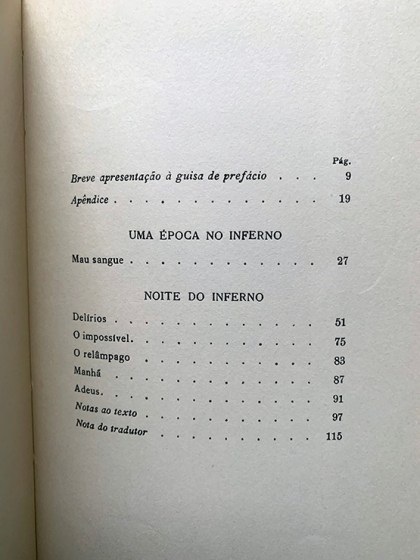 Pág.
Breve apresentação à guisa de prefácio . . . 9
Apêndice . . . . . . . . . . . . 19
UMA ÉPOCA NO INFERNO
Mau sangue . . . . . . . . . . . 27
NOITE DO INFERNO
Delírios . . . . . . . . . . . . 51
O impossível. . . . . . . . . . . 75
O relâmpago . . . . . . . . . . . 83
Manhã . . . . . . . . . . . . 87
Adeus. . . . . . . . . . . . . 91
Notas ao texto . . . . . . . . . . 97
Nota do tradutor . . . . . . . . . 115